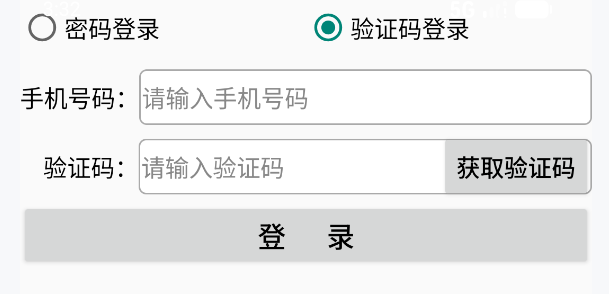 密码登录 验证码登录
手机号码： 请输入手机号码
验证码： 请输入验证码 获取验证码
登 录